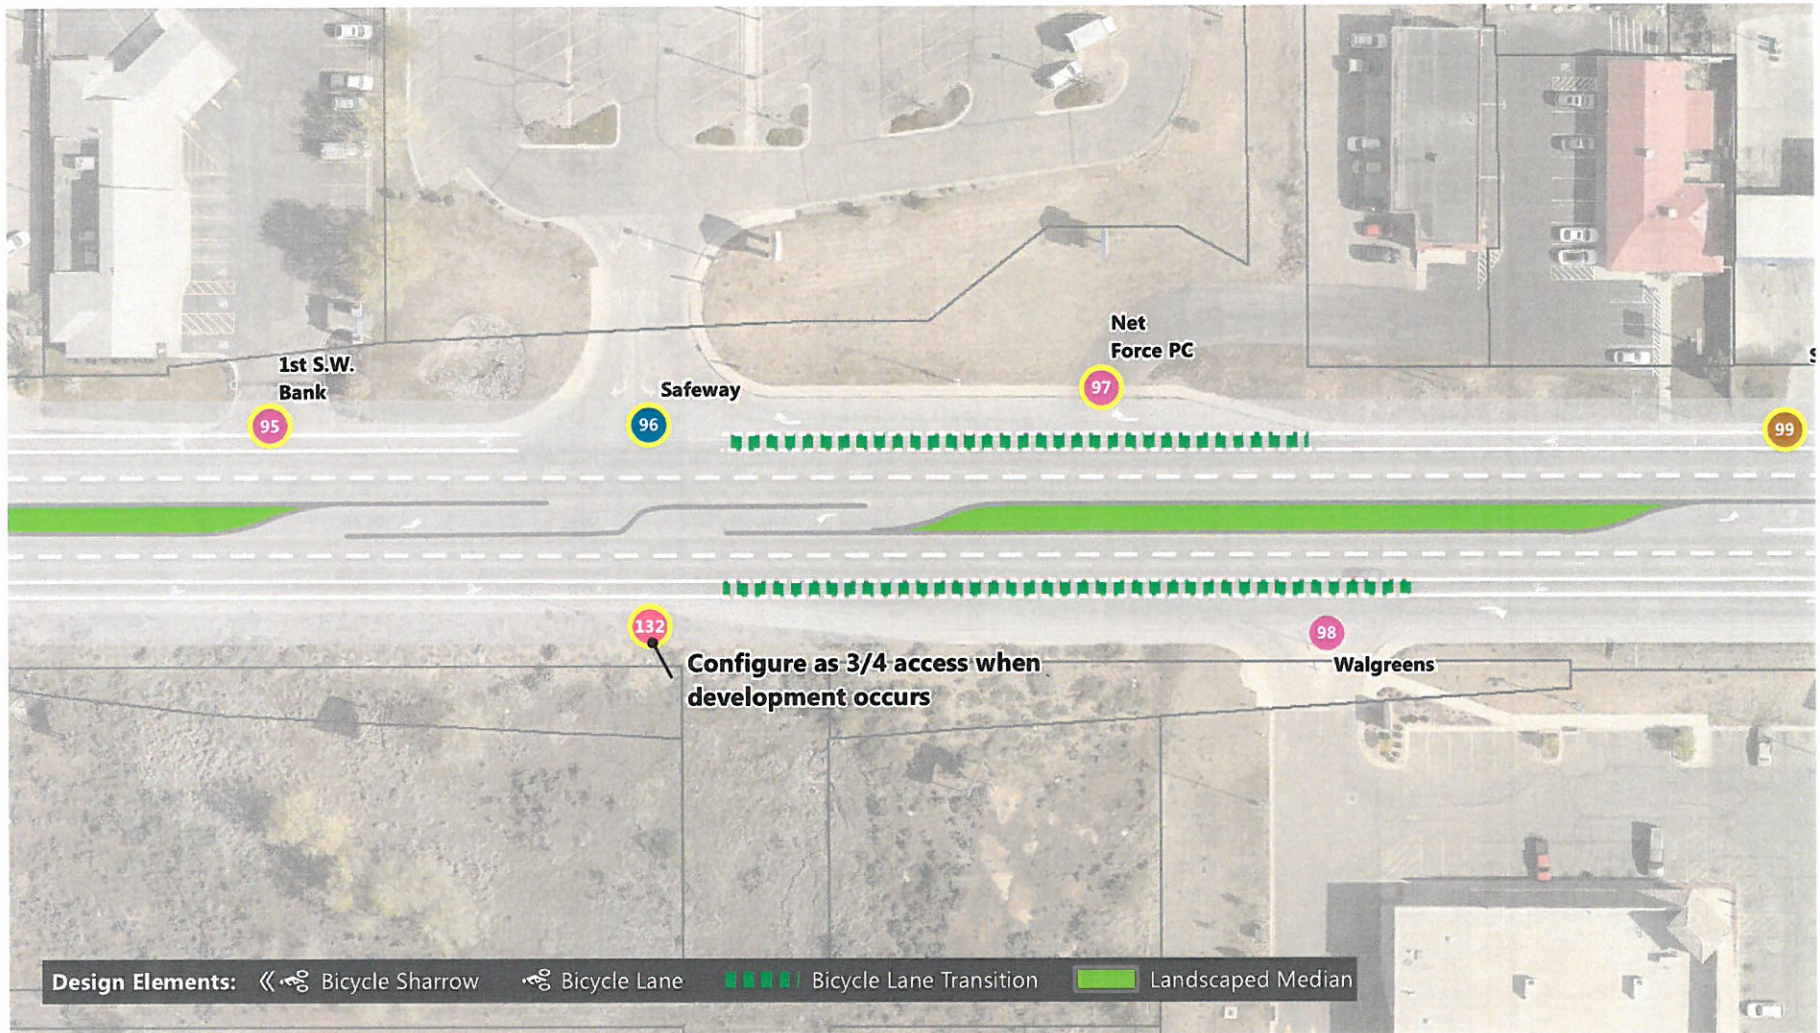 Net
Force PC
1st S.W.
Bank
Safeway
97
95
96
99
132
98
Configure as 3/4 access when
development occurs
Walgreens
Design Elements: Bicycle Sharrow Bicycle Lane Bicycle Lane Transition Landscaped Median